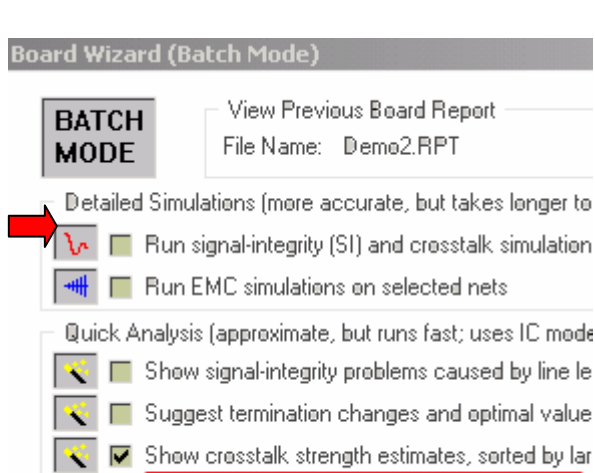 Board Wizard (Batch Mode)
BATCH MODE
View Previous Board Report
File Name: Demo2.RPT
Detailed Simulations (more accurate, but takes longer to
Run signal-integrity (SI) and crosstalk simulation
Run EMC simulations on selected nets
Quick Analysis (approximate, but runs fast; uses IC mode
Show signal-integrity problems caused by line le
Suggest termination changes and optimal value
Show crosstalk strength estimates, sorted by lar